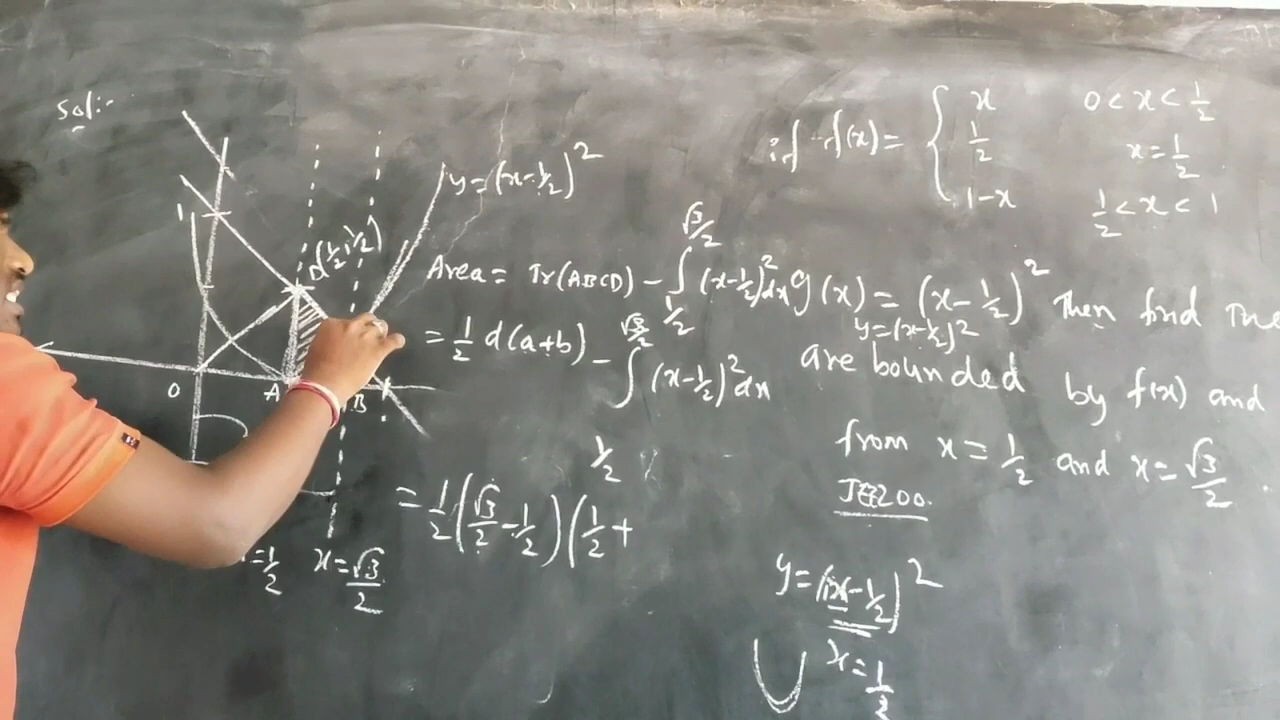 Sol:-
if f(x) = { x 0 < x < 1/2
1/2 x = 1/2
1-x 1/2 < x < 1
g(x) = (x - 1/2)^2 Then find the
y = (x - 1/2)^2
are bounded by f(x) and
from x = 1/2 and x = √3/2 .
y = (x - 1/2)^2
x = 1/2
y = (x - 1/2)^2
1
D(1/2, 1/2)
O A B
= 1/2 x = √3/2
Area = Tr(ABCD) - ∫_{1/2}^{√3/2} (x - 1/2)^2 dx
= 1/2 d(a+b) - ∫_{1/2}^{√3/2} (x - 1/2)^2 dx
= 1/2 (√3/2 - 1/2) (1/2 +